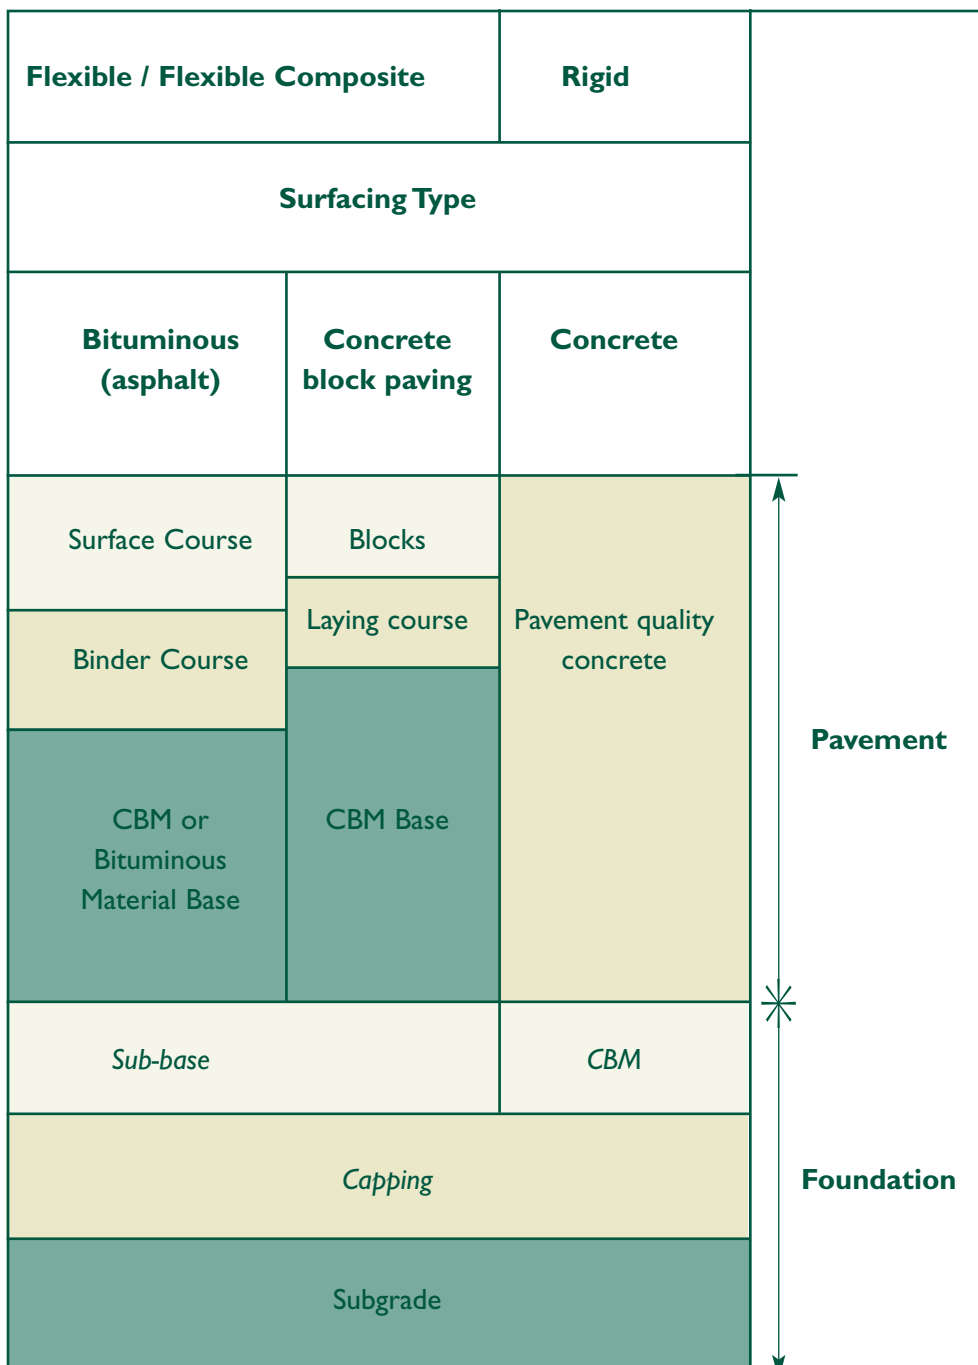 Flexible / Flexible Composite
Rigid
Surfacing Type
Bituminous
(asphalt)
Concrete
block paving
Concrete
Surface Course
Blocks
Laying course
Pavement quality
concrete
Binder Course
Pavement
CBM or
Bituminous
Material Base
CBM Base
Sub-base
CBM
Capping
Foundation
Subgrade